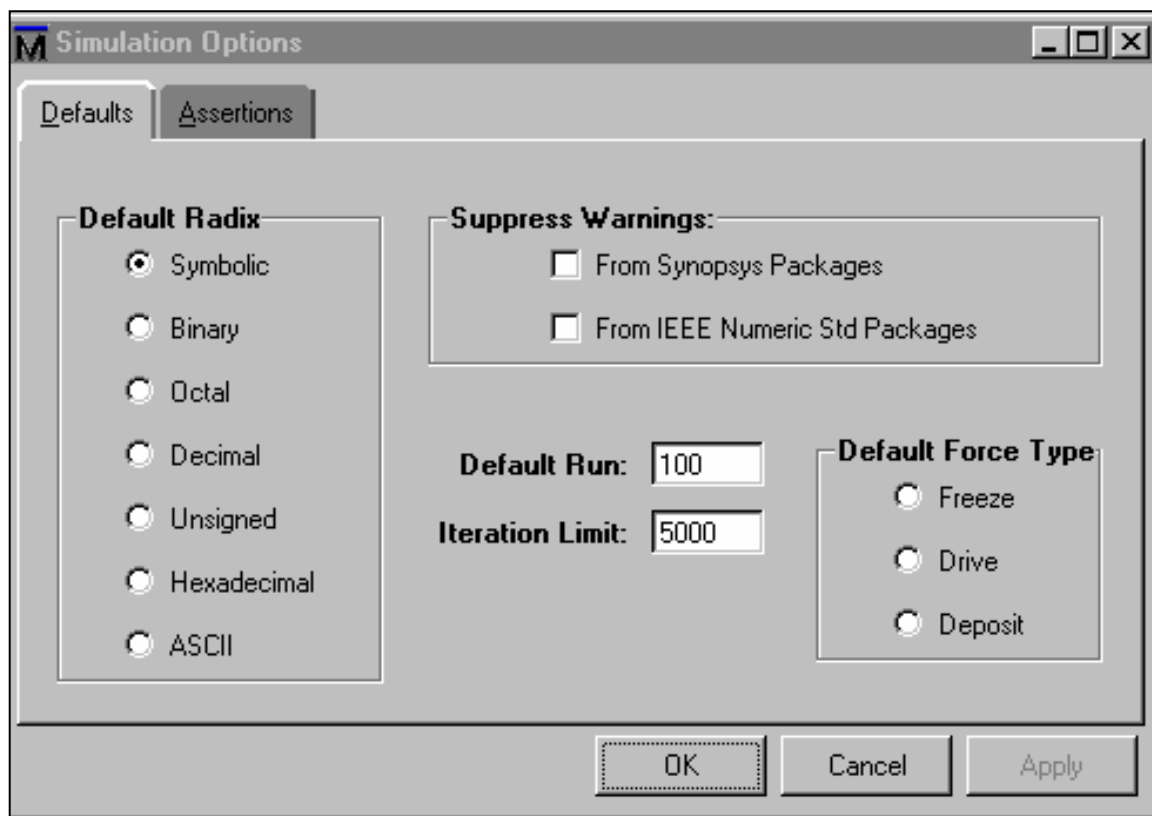 M Simulation Options
Defaults Assertions
Default Radix
Symbolic
Binary
Octal
Decimal
Unsigned
Hexadecimal
ASCII
Suppress Warnings:
From Synopsys Packages
From IEEE Numeric Std Packages
Default Run: 100
Iteration Limit: 5000
Default Force Type
Freeze
Drive
Deposit
OK Cancel Apply